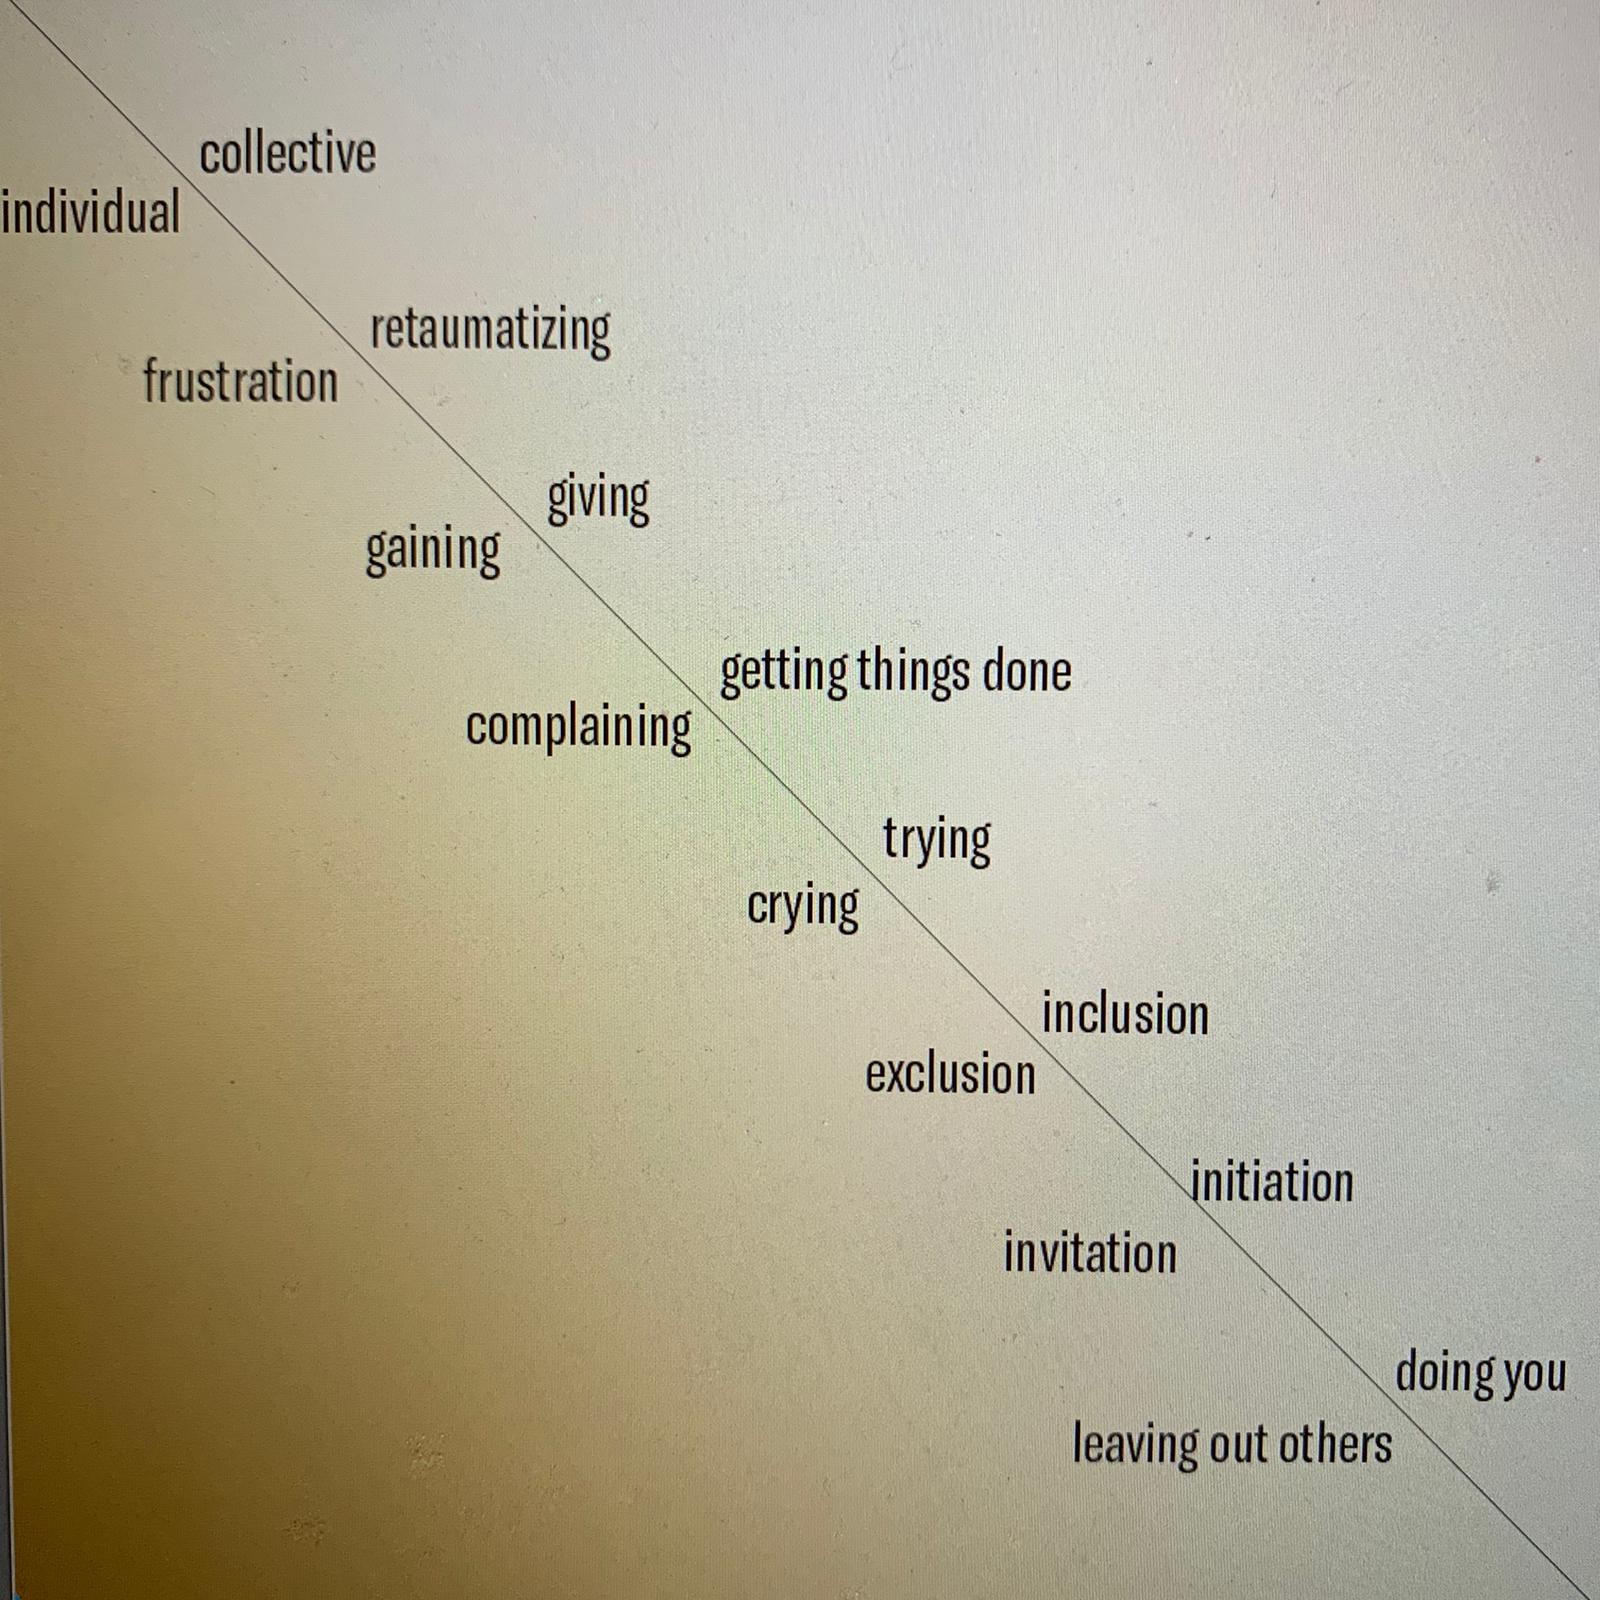 collective
individual
retaumatizing
frustration
giving
gaining
getting things done
complaining
trying
crying
inclusion
exclusion
initiation
invitation
doing you
leaving out others